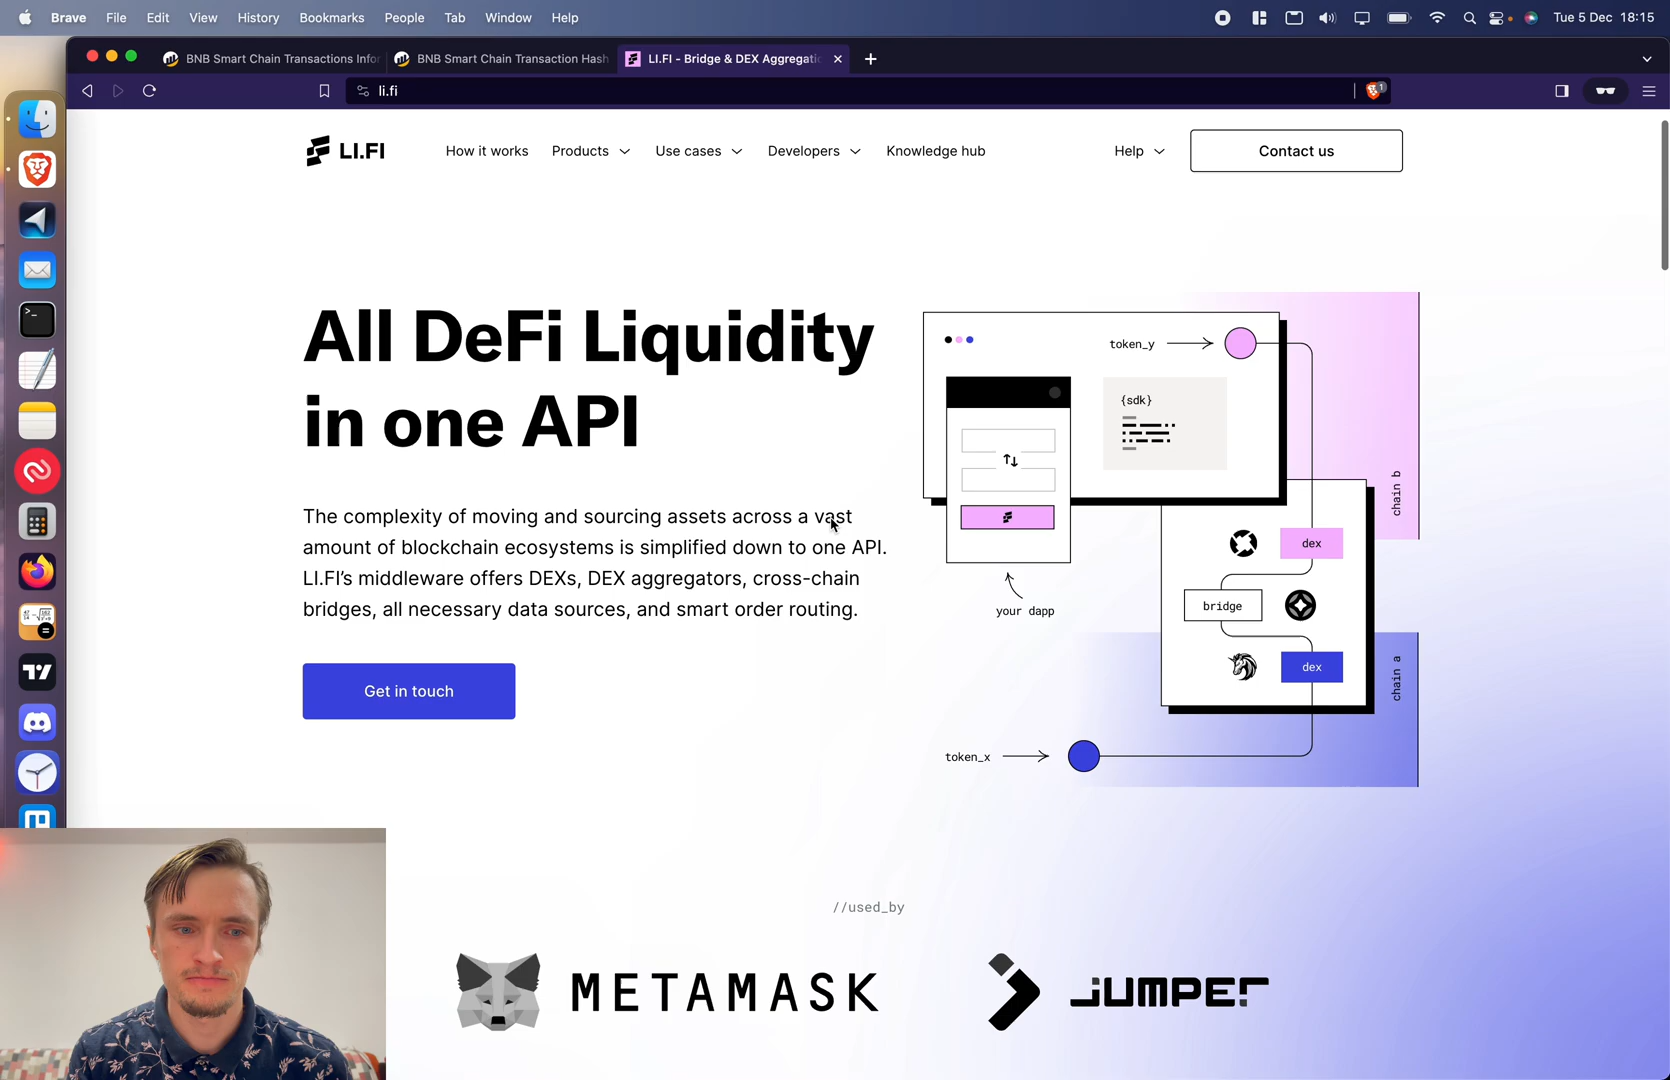 Brave File Edit View History Bookmarks People Tab Window Help
Tue 5 Dec 18:15
BNB Smart Chain Transactions Infor
BNB Smart Chain Transaction Hash
LI.FI - Bridge & DEX Aggregati
li.fi
1
LI.FI
How it works
Products
Use cases
Developers
Knowledge hub
Help
Contact us
All DeFi Liquidity
in one API
The complexity of moving and sourcing assets across a vast
amount of blockchain ecosystems is simplified down to one API.
LI.FI's middleware offers DEXs, DEX aggregators, cross-chain
bridges, all necessary data sources, and smart order routing.
Get in touch
token_y
{sdk}
chain b
dex
your dapp
bridge
dex
chain a
token_x
//used_by
METAMASK
JUMPER